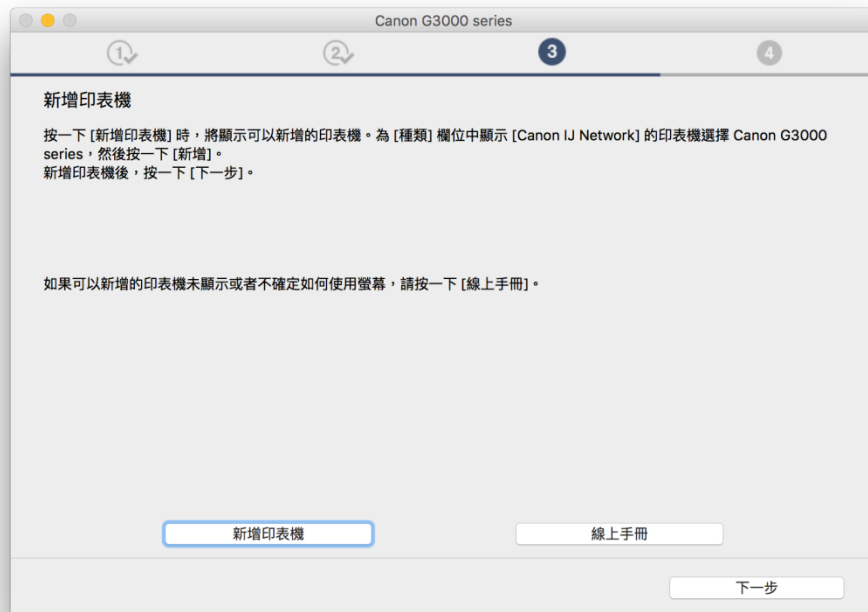 Canon G3000 series
1
2
3
4
新增印表機
按一下 [新增印表機] 時，將顯示可以新增的印表機。為 [種類] 欄位中顯示 [Canon IJ Network] 的印表機選擇 Canon G3000
series，然後按一下 [新增]。
新增印表機後，按一下 [下一步]。
如果可以新增的印表機未顯示或者不確定如何使用螢幕，請按一下 [線上手冊]。
新增印表機
線上手冊
下一步